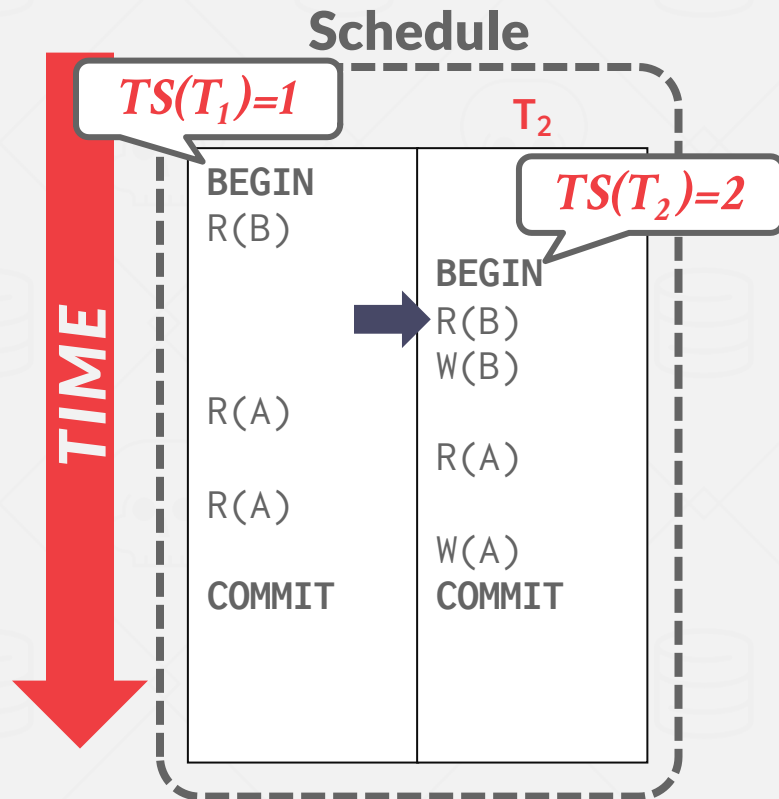 Schedule
TS(T₁)=1
T₂
BEGIN
TS(T₂)=2
R(B)
BEGIN
R(B)
W(B)
R(A)
R(A)
R(A)
W(A)
COMMIT COMMIT
TIME